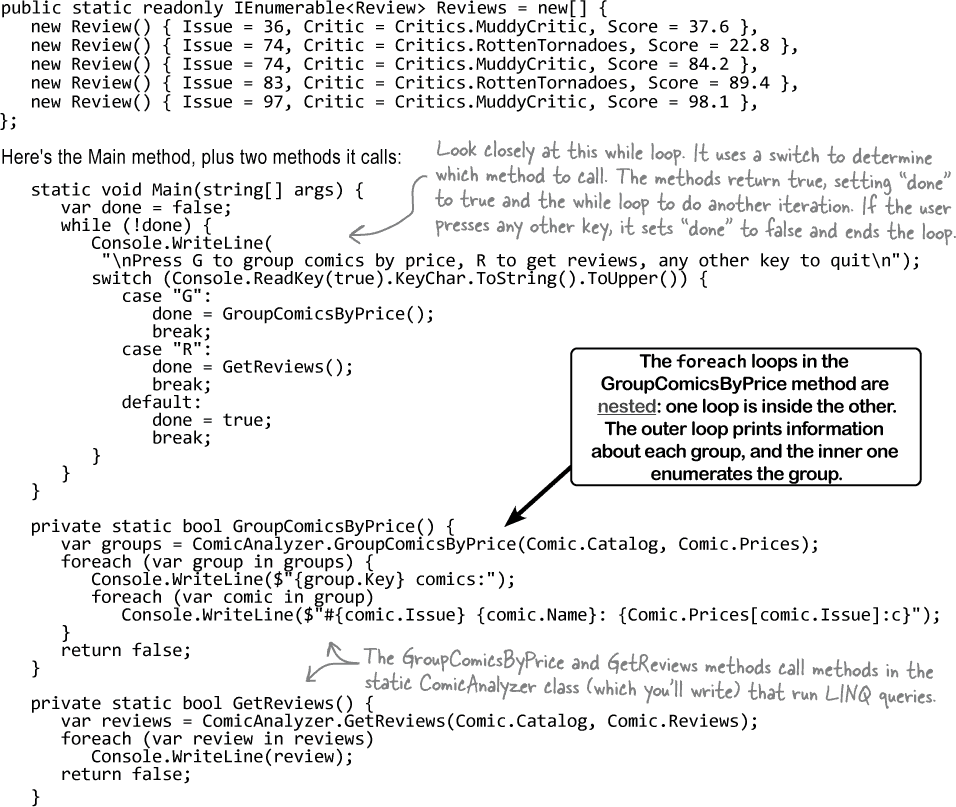 public static readonly IEnumerable<Review> Reviews = new[] {
new Review() { Issue = 36, Critic = Critics.MuddyCritic, Score = 37.6 },
new Review() { Issue = 74, Critic = Critics.RottenTornadoes, Score = 22.8 },
new Review() { Issue = 74, Critic = Critics.MuddyCritic, Score = 84.2 },
new Review() { Issue = 83, Critic = Critics.RottenTornadoes, Score = 89.4 },
new Review() { Issue = 97, Critic = Critics.MuddyCritic, Score = 98.1 },
};
Here's the Main method, plus two methods it calls:
Look closely at this while loop. It uses a switch to determine
which method to call. The methods return true, setting “done”
to true and the while loop to do another iteration. If the user
presses any other key, it sets “done” to false and ends the loop.
static void Main(string[] args) {
var done = false;
while (!done) {
Console.WriteLine(
"\nPress G to group comics by price, R to get reviews, any other key to quit\n");
switch (Console.ReadKey(true).KeyChar.ToString().ToUpper()) {
case "G":
done = GroupComicsByPrice();
break;
case "R":
done = GetReviews();
break;
default:
done = true;
break;
}
}
}
The foreach loops in the
GroupComicsByPrice method are
nested: one loop is inside the other.
The outer loop prints information
about each group, and the inner one
enumerates the group.
private static bool GroupComicsByPrice() {
var groups = ComicAnalyzer.GroupComicsByPrice(Comic.Catalog, Comic.Prices);
foreach (var group in groups) {
Console.WriteLine($"{group.Key} comics:");
foreach (var comic in group)
Console.WriteLine($"#{comic.Issue} {comic.Name}: {Comic.Prices[comic.Issue]:c}");
}
return false;
}
The GroupComicsByPrice and GetReviews methods call methods in the
static ComicAnalyzer class (which you'll write) that run LINQ queries.
private static bool GetReviews() {
var reviews = ComicAnalyzer.GetReviews(Comic.Catalog, Comic.Reviews);
foreach (var review in reviews)
Console.WriteLine(review);
return false;
}